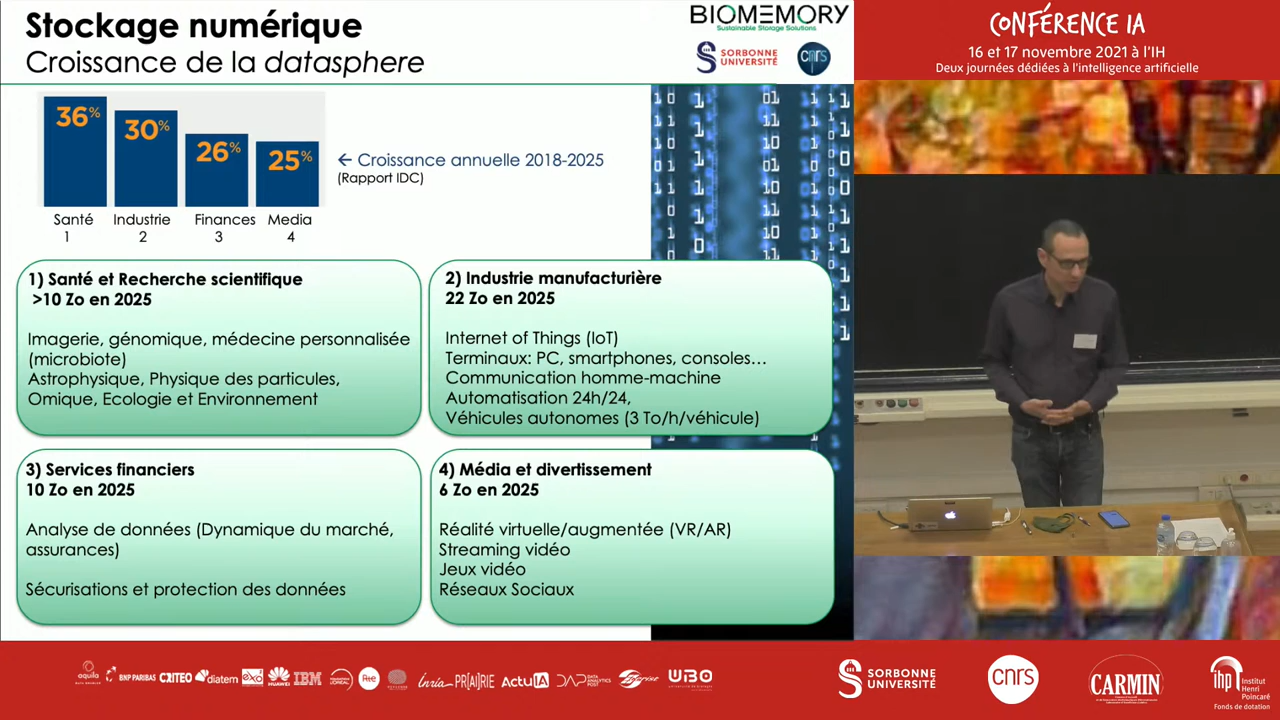 Stockage numérique
Croissance de la datasphere
BIOMEMORY
Sustainable Storage Solutions
SORBONNE
UNIVERSITÉ
cnrs
36%
30%
26%
25%
← Croissance annuelle 2018-2025
(Rapport IDC)
Santé Industrie Finances Media
1 2 3 4
1) Santé et Recherche scientifique
>10 Zo en 2025
Imagerie, génomique, médecine personnalisée
(microbiote)
Astrophysique, Physique des particules,
Omique, Ecologie et Environnement
2) Industrie manufacturière
22 Zo en 2025
Internet of Things (IoT)
Terminaux: PC, smartphones, consoles…
Communication homme-machine
Automatisation 24h/24,
Véhicules autonomes (3 To/h/véhicule)
3) Services financiers
10 Zo en 2025
Analyse de données (Dynamique du marché,
assurances)
Sécurisations et protection des données
4) Média et divertissement
6 Zo en 2025
Réalité virtuelle/augmentée (VR/AR)
Streaming vidéo
Jeux vidéo
Réseaux Sociaux
CONFÉRENCE IA
16 et 17 novembre 2021 à l'IH
Deux journées dédiées à l'intelligence artificielle
aquila
BNP PARIBAS
CRITEO
diatem
exo
HUAWEI
IBM
L'ORÉAL
Rte
Inria
PR[AI]RIE
ActuIA
DAP
DATA
ANALYTICS
POST
WIBO
SORBONNE
UNIVERSITÉ
cnrs
CARMIN
ihp
Institut
Henri
Poincaré
Fonds de dotation